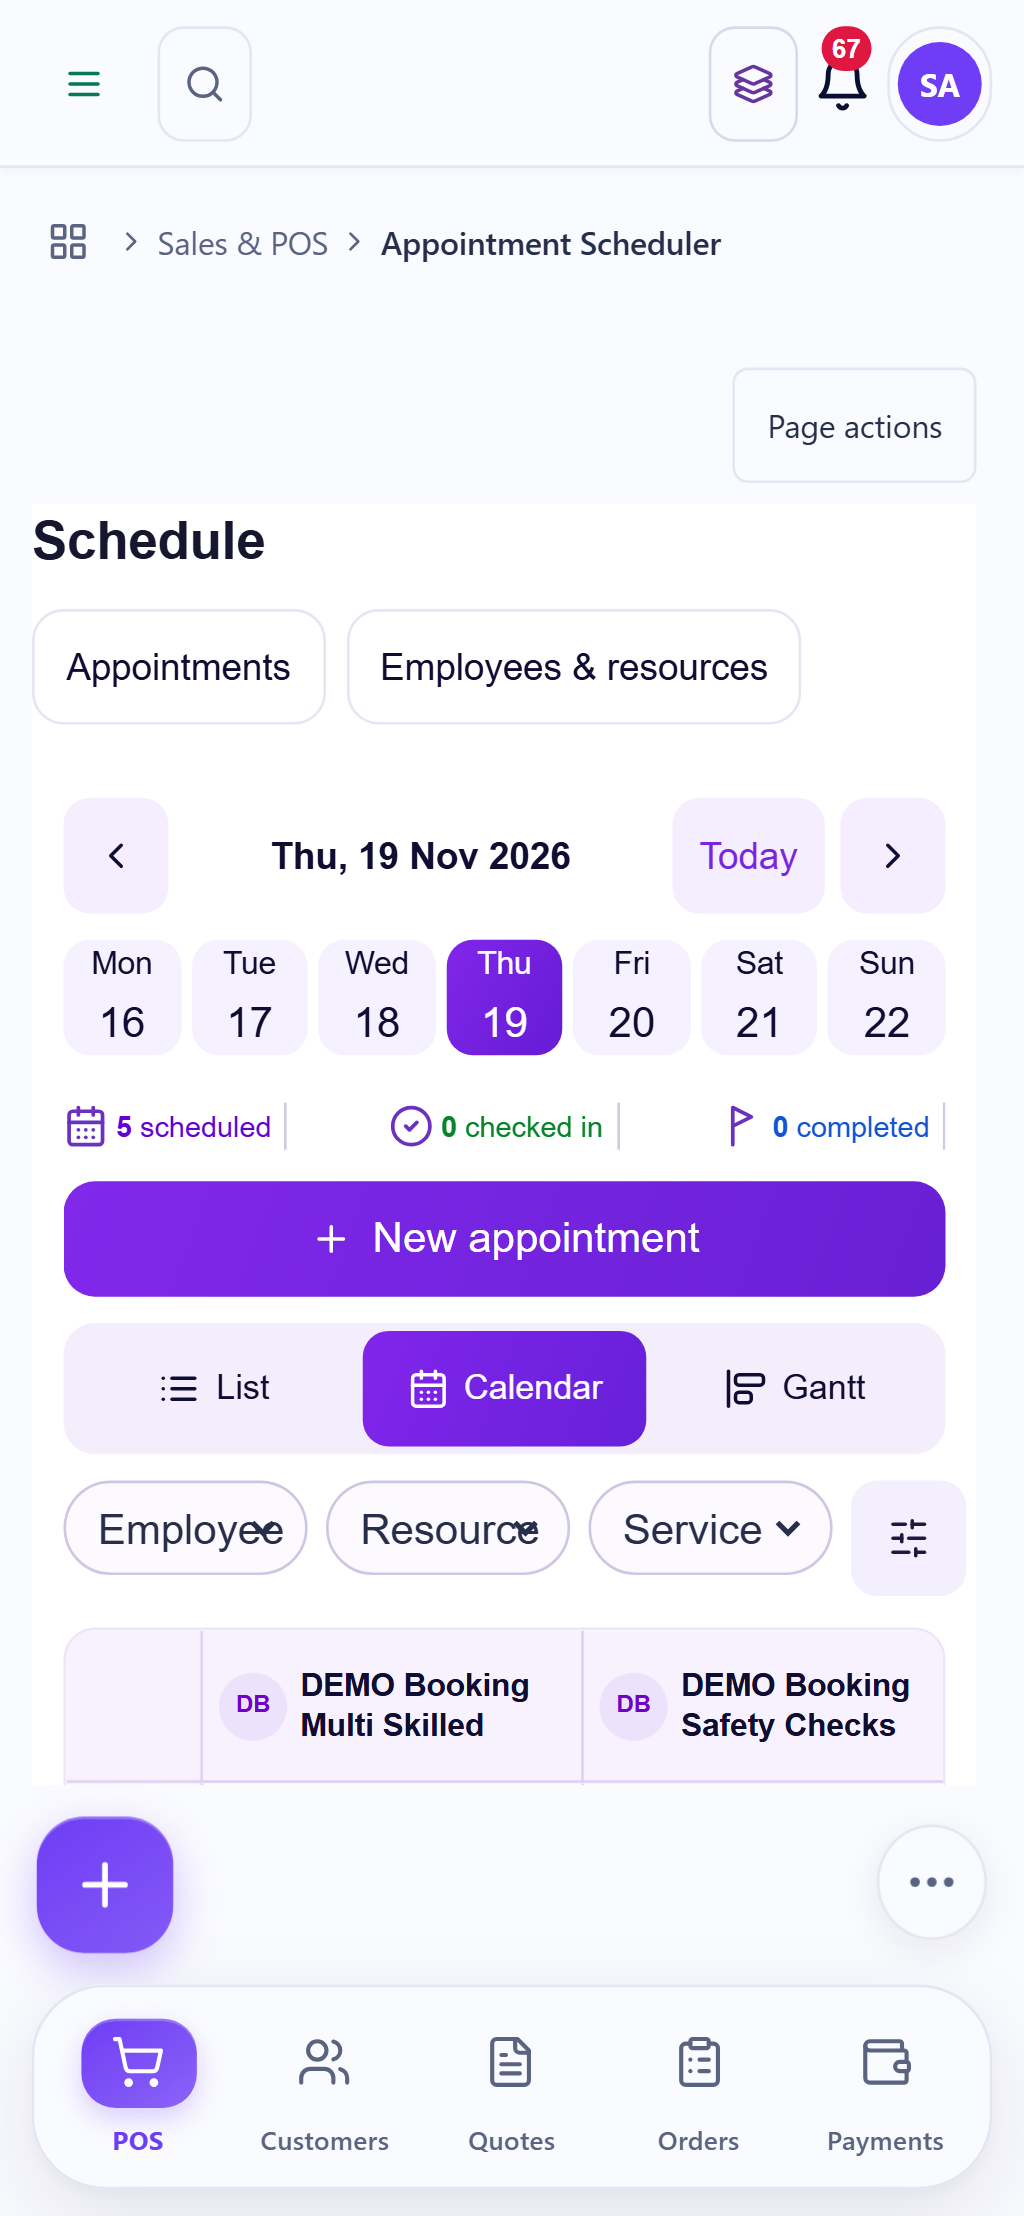 67
SA
Sales & POS
Appointment Scheduler
Page actions
Schedule
Appointments
Employees & resources
Thu, 19 Nov 2026
Today
Mon Tue Wed Thu Fri Sat Sun
16 17 18 19 20 21 22
5 scheduled
0 checked in
0 completed
New appointment
List
Calendar
Gantt
Employee
Resource
Service
DB
DEMO Booking
Multi Skilled
DB
DEMO Booking
Safety Checks
POS
Customers
Quotes
Orders
Payments